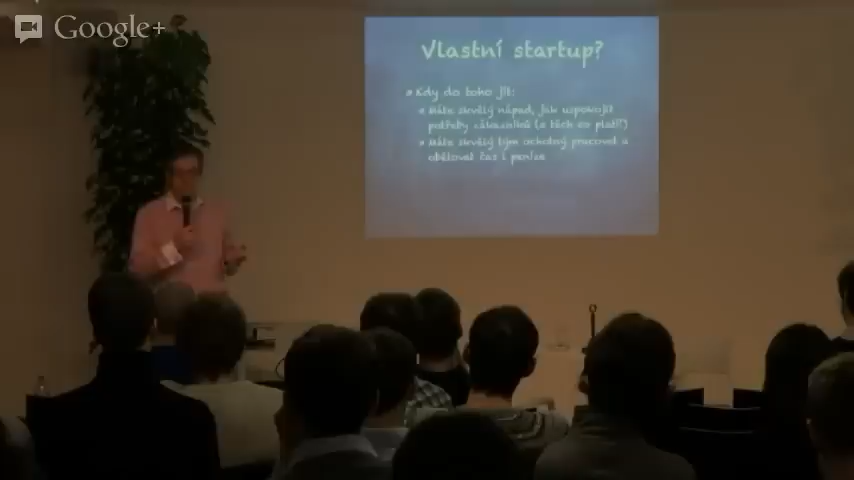 Google+
Vlastní startup?
Kdy do toho jít:
Máte skvělý nápad, jak uspokojit
potřeby zákazníků (a těch co platí!)
Máte skvělý tým ochotný pracovat a
obětovat čas i peníze